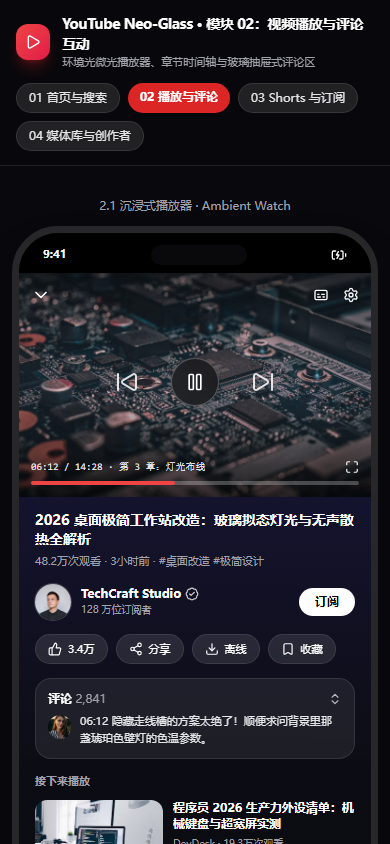 YouTube Neo-Glass • 模块 02：视频播放与评论
互动
环境光微光播放器、章节时间轴与玻璃抽屉式评论区
01 首页与搜索
02 播放与评论
03 Shorts 与订阅
04 媒体库与创作者
2.1 沉浸式播放器 · Ambient Watch
9:41
06:12 / 14:28 · 第 3 章：灯光布线
2026 桌面极简工作站改造：玻璃拟态灯光与无声散
热全解析
48.2万次观看 · 3小时前 · #桌面改造 #极简设计
TechCraft Studio
128 万位订阅者
订阅
3.4万
分享
离线
收藏
评论 2,841
06:12 隐藏走线槽的方案太绝了！顺便求问背景里那
盏琥珀色壁灯的色温参数。
接下来播放
程序员 2026 生产力外设清单：机
械键盘与超宽屏实测
DevDesk · 19.3万次观看